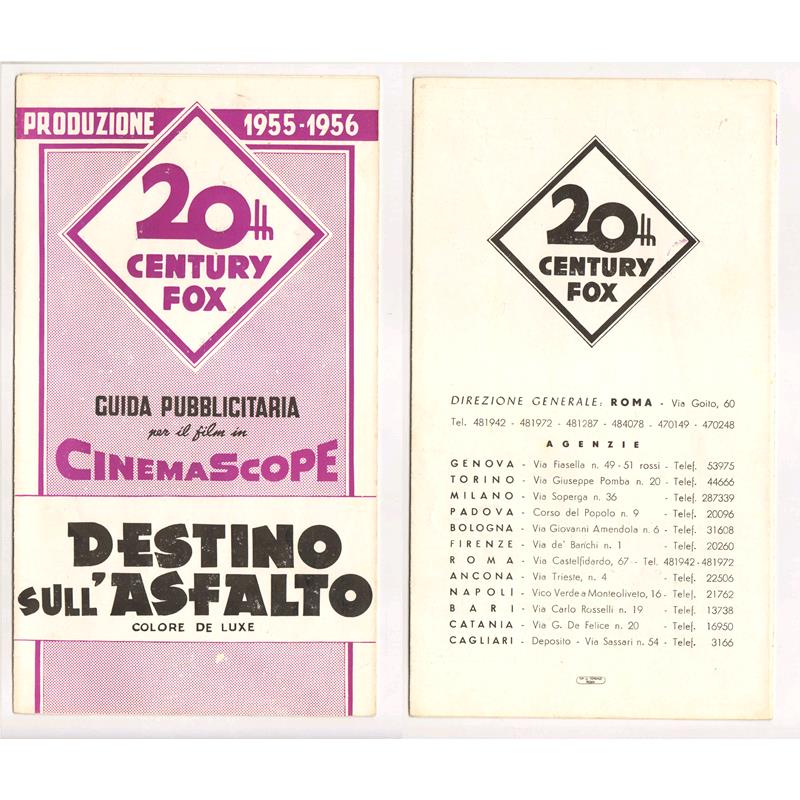 PRODUZIONE 1955-1956
20th
CENTURY
FOX
GUIDA PUBBLICITARIA
per il film in
CINEMASCOPE
DESTINO
SULL'ASFALTO
COLORE DE LUXE
20th
CENTURY
FOX
DIREZIONE GENERALE: ROMA - Via Goito, 60
Tel. 481942 - 481972 - 481287 - 484078 - 470149 - 470248
AGENZIE
GENOVA - Via Fiasella n. 49-51 rossi - Telef. 53975
TORINO - Via Giuseppe Pomba n. 20 - Telef. 44666
MILANO - Via Soperga n. 36 - Telef. 287339
PADOVA - Corso del Popolo n. 9 - Telef. 20096
BOLOGNA - Via Giovanni Amendola n. 6 - Telef. 31608
FIRENZE - Via de' Banchi n. 1 - Telef. 20260
ROMA - Via Castelfidardo, 67 - Tel. 481942-481972
ANCONA - Via Trieste, n. 4 - Telef. 22506
NAPOLI - Vico Verde a Monteoliveto, 16 - Telef. 21762
BARI - Via Carlo Rosselli n. 19 - Telef. 13738
CATANIA - Via G. De Felice n. 20 - Telef. 16950
CAGLIARI - Deposito - Via Sassari n. 54 - Telef. 3166